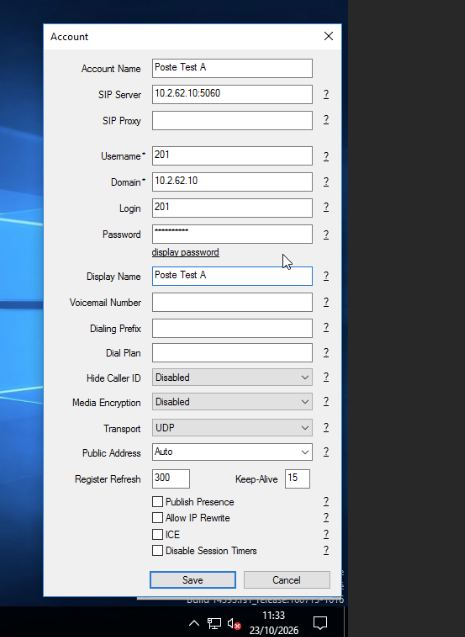 Account
Account Name Poste Test A
SIP Server 10.2.62.10:5060 ?
SIP Proxy ?
Username* 201 ?
Domain* 10.2.62.10 ?
Login 201 ?
Password ********** ?
display password
Display Name Poste Test A ?
Voicemail Number ?
Dialing Prefix ?
Dial Plan ?
Hide Caller ID Disabled ?
Media Encryption Disabled ?
Transport UDP ?
Public Address Auto ?
Register Refresh 300 Keep-Alive 15 ?
Publish Presence ?
Allow IP Rewrite ?
ICE ?
Disable Session Timers ?
Save Cancel
11:33
23/10/2026